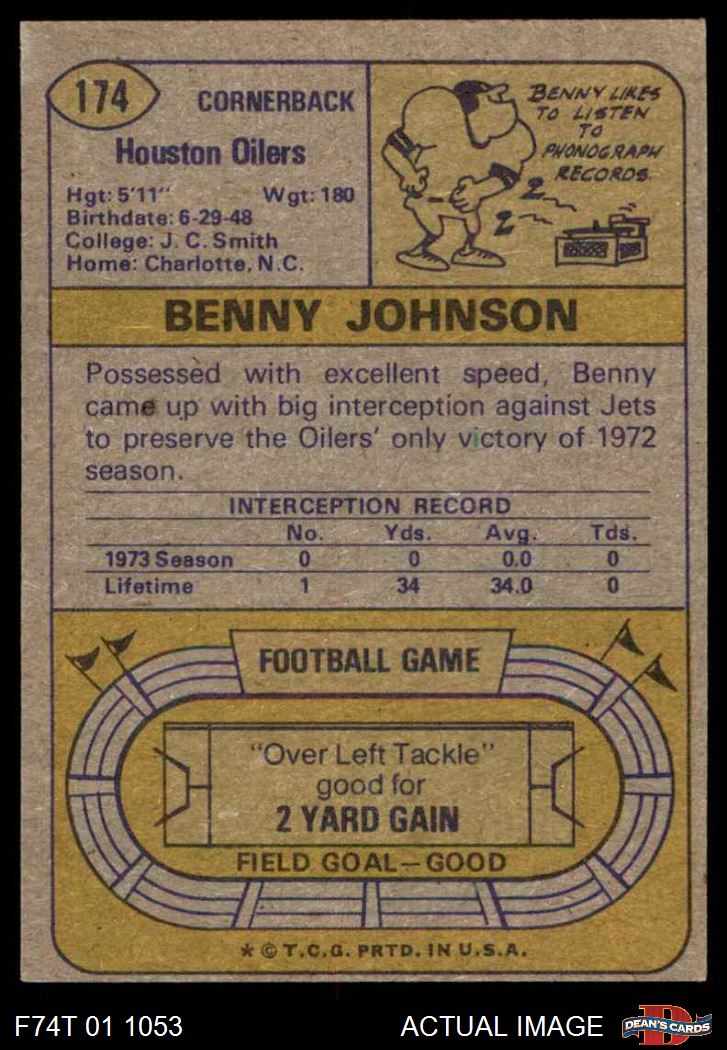 174
CORNERBACK
Houston Oilers
Hgt: 5'11" Wgt: 180
Birthdate: 6-29-48
College: J. C. Smith
Home: Charlotte, N.C.
BENNY LIKES
TO LISTEN
TO
PHONOGRAPH
RECORDS.
2
2
BENNY JOHNSON
Possessed with excellent speed, Benny
came up with big interception against Jets
to preserve the Oilers' only victory of 1972
season.
INTERCEPTION RECORD
No. Yds. Avg. Tds.
1973 Season 0 0 0.0 0
Lifetime 1 34 34.0 0
FOOTBALL GAME
"Over Left Tackle"
good for
2 YARD GAIN
FIELD GOAL—GOOD
* © T.C.G. PRTD. IN U.S.A.
F74T 01 1053 ACTUAL IMAGE D DEAN'S CARDS